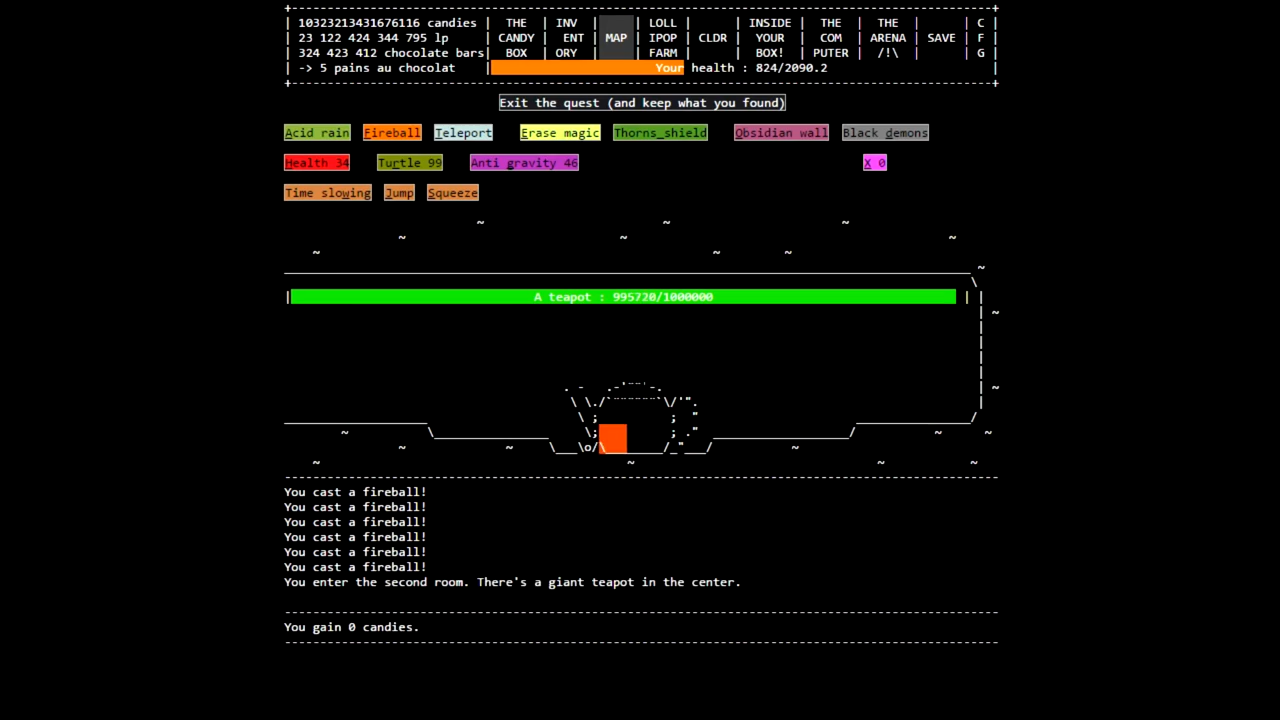 10323213431676116 candies | THE | INV | | LOLL | | INSIDE | THE | THE | | C
23 122 424 344 795 lp | CANDY | ENT | MAP | IPOP | CLDR | YOUR | COM | ARENA | SAVE | F
324 423 412 chocolate bars| BOX | ORY | | FARM | | BOX! | PUTER | /!\ | | G
-> 5 pains au chocolat | Your health : 824/2090.2
Exit the quest (and keep what you found)
Acid rain Fireball Teleport Erase magic Thorns_shield Obsidian wall Black demons
Health 34 Turtle 99 Anti gravity 46 X 0
Time slowing Jump Squeeze
A teapot : 995720/1000000
\o/
You cast a fireball!
You cast a fireball!
You cast a fireball!
You cast a fireball!
You cast a fireball!
You cast a fireball!
You enter the second room. There's a giant teapot in the center.
You gain 0 candies.